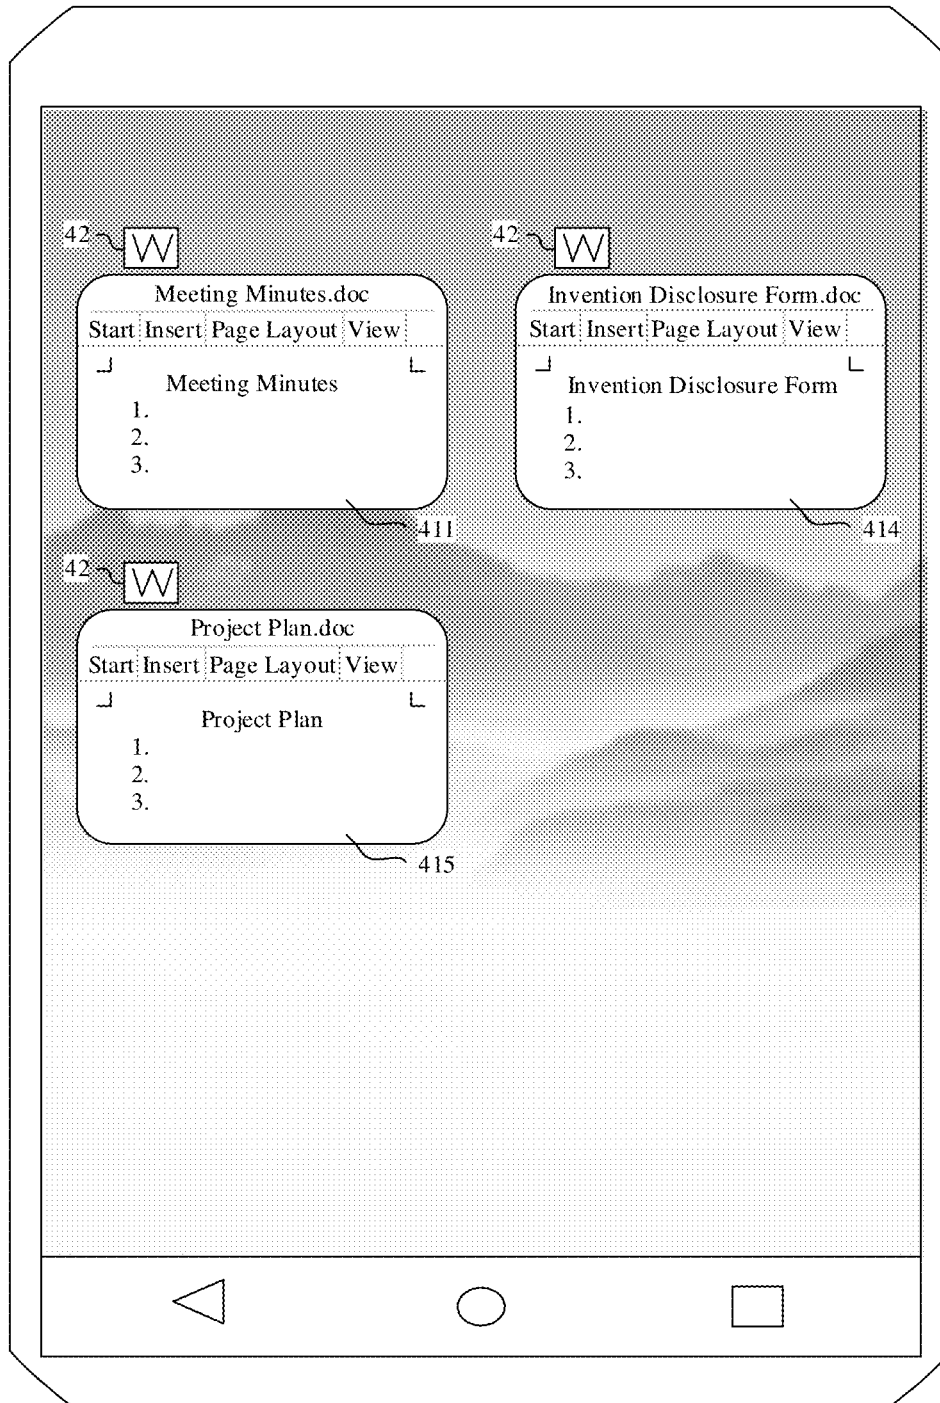 42 W
Meeting Minutes.doc
Start Insert Page Layout View
Meeting Minutes
1.
2.
3.
411
42 W
Invention Disclosure Form.doc
Start Insert Page Layout View
Invention Disclosure Form
1.
2.
3.
414
42 W
Project Plan.doc
Start Insert Page Layout View
Project Plan
1.
2.
3.
415